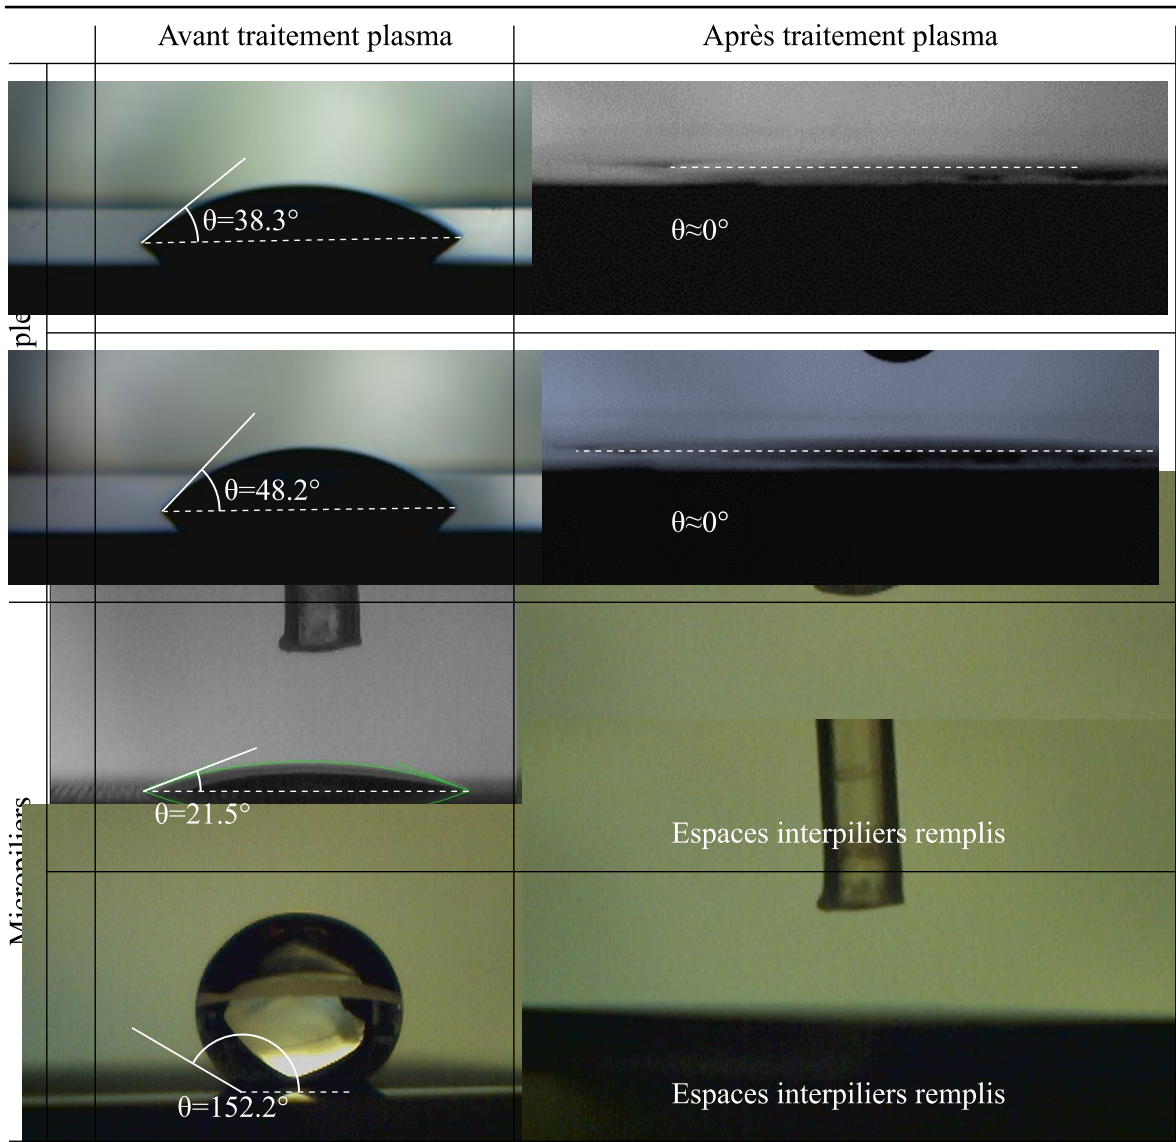 Avant traitement plasma
Après traitement plasma
θ=38.3°
θ≈0°
θ=48.2°
θ≈0°
θ=21.5°
Espaces interpiliers remplis
θ=152.2°
Espaces interpiliers remplis